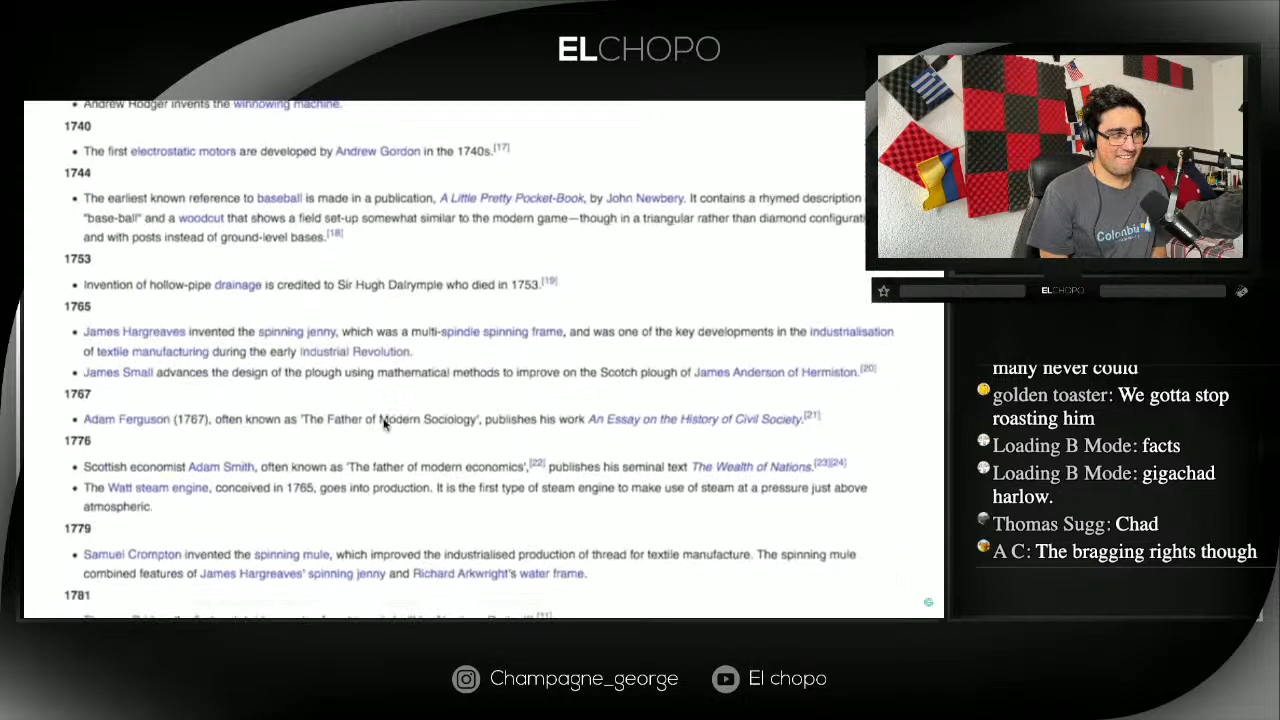 ELCHOPO
Andrew Rodger invents the winnowing machine.
1740
The first electrostatic motors are developed by Andrew Gordon in the 1740s.[17]
1744
The earliest known reference to baseball is made in a publication, A Little Pretty Pocket-Book, by John Newbery. It contains a rhymed description
"base-ball" and a woodcut that shows a field set-up somewhat similar to the modern game—though in a triangular rather than diamond configurati
and with posts instead of ground-level bases.[18]
1753
Invention of hollow-pipe drainage is credited to Sir Hugh Dalrymple who died in 1753.[19]
1765
James Hargreaves invented the spinning jenny, which was a multi-spindle spinning frame, and was one of the key developments in the industrialisation
of textile manufacturing during the early Industrial Revolution.
James Small advances the design of the plough using mathematical methods to improve on the Scotch plough of James Anderson of Hermiston.[20]
1767
Adam Ferguson (1767), often known as 'The Father of Modern Sociology', publishes his work An Essay on the History of Civil Society.[21]
1776
Scottish economist Adam Smith, often known as 'The father of modern economics',[22] publishes his seminal text The Wealth of Nations.[23][24]
The Watt steam engine, conceived in 1765, goes into production. It is the first type of steam engine to make use of steam at a pressure just above
atmospheric.
1779
Samuel Crompton invented the spinning mule, which improved the industrialised production of thread for textile manufacture. The spinning mule
combined features of James Hargreaves' spinning jenny and Richard Arkwright's water frame.
1781
Colombia
ELCHOPO
many never could
golden toaster: We gotta stop
roasting him
Loading B Mode: facts
Loading B Mode: gigachad
harlow.
Thomas Sugg: Chad
A C: The bragging rights though
Champagne_george
El chopo